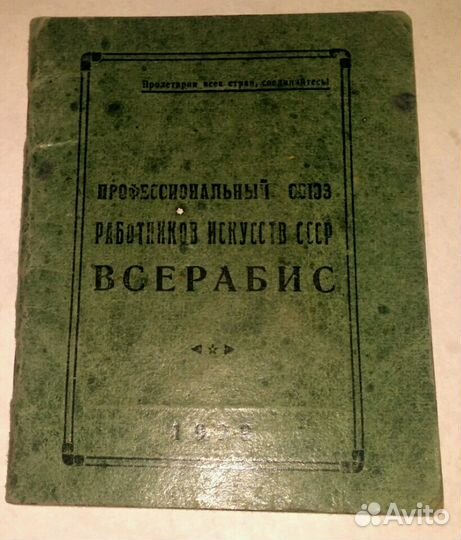 Пролетарии всех стран, соединяйтесь!
ПРОФЕССИОНАЛЬНЫЙ СОЮЗ
РАБОТНИКОВ ИСКУССТВ СССР
ВСЕРАБИС
Avito